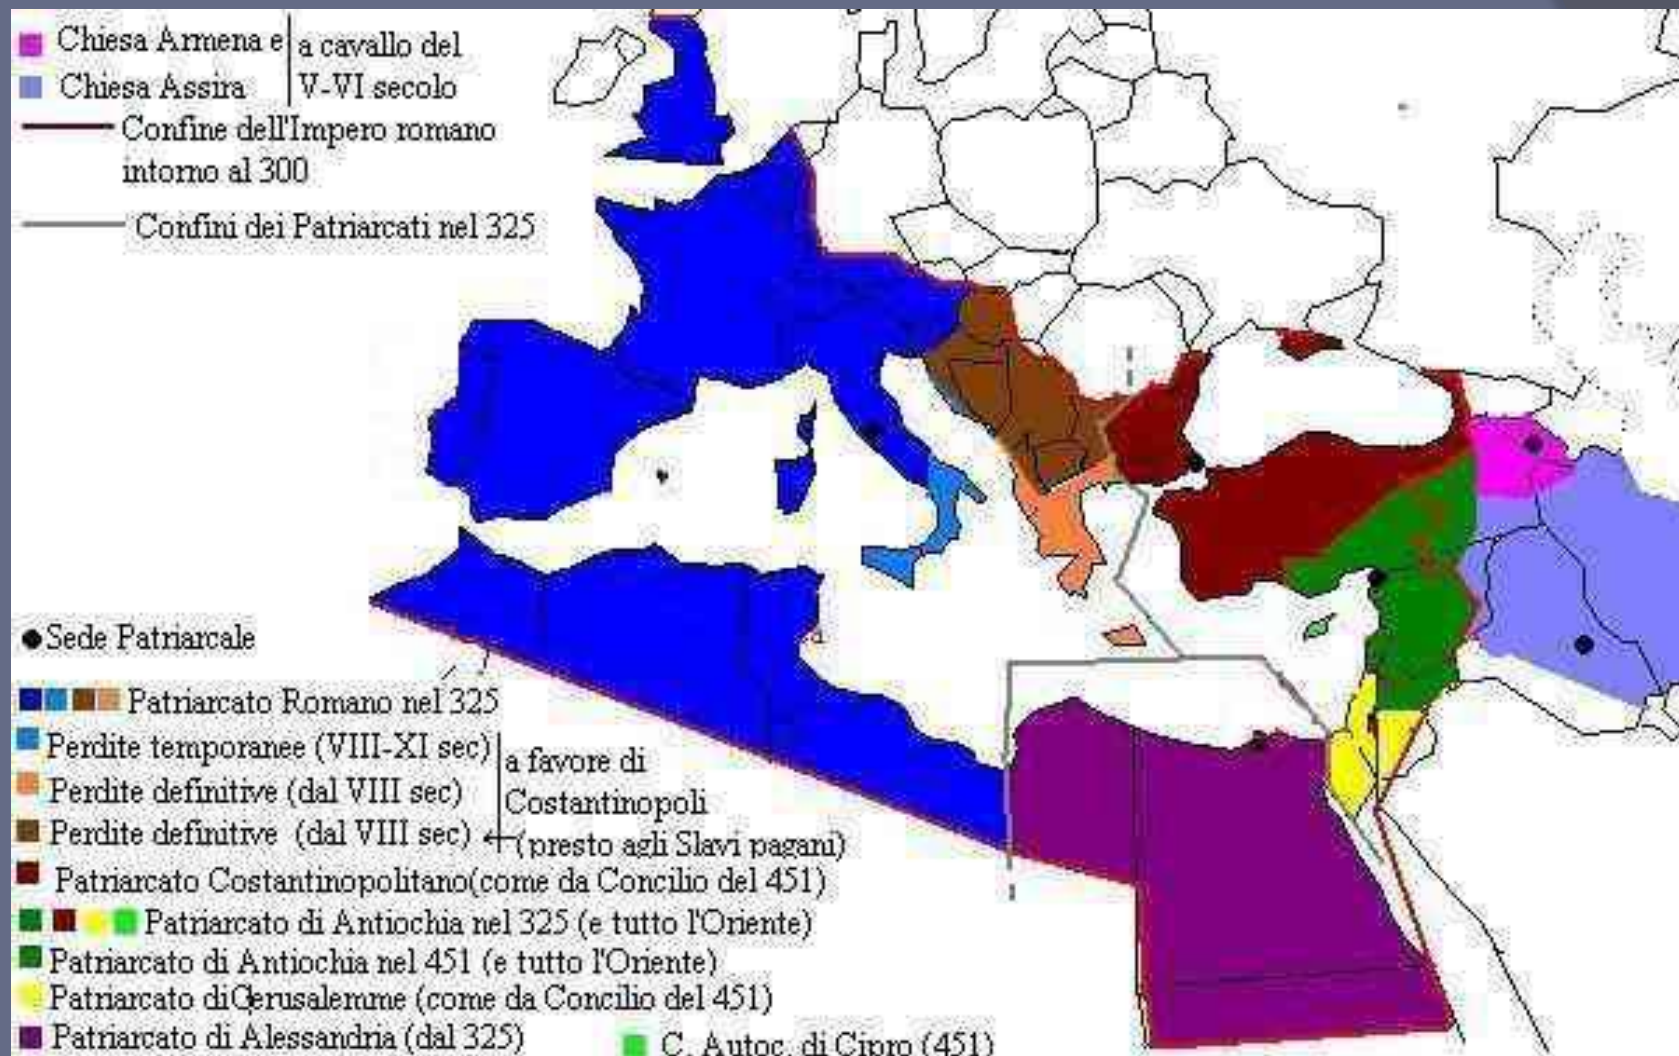 Chiesa Armena e
Chiesa Assira
a cavallo del
V-VI secolo
Confine dell'Impero romano
intorno al 300
Confini dei Patriarcati nel 325
Sede Patriarcale
Patriarcato Romano nel 325
Perdite temporanee (VIII-XI sec)
Perdite definitive (dal VIII sec)
Perdite definitive (dal VIII sec)
a favore di
Costantinopoli
(presto agli Slavi pagani)
Patriarcato Costantinopolitano(come da Concilio del 451)
Patriarcato di Antiochia nel 325 (e tutto l'Oriente)
Patriarcato di Antiochia nel 451 (e tutto l'Oriente)
Patriarcato diGerusalemme (come da Concilio del 451)
Patriarcato di Alessandria (dal 325)
C. Autoc. di Cipro (451)